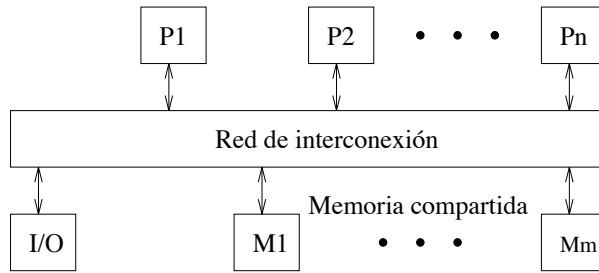 P1 P2 • • • Pn
Red de interconexión
Memoria compartida
I/O M1 • • • Mm